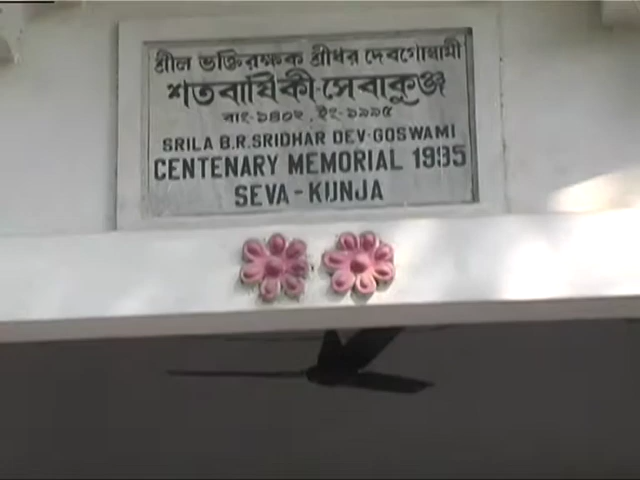 শ্রীল ভক্তিরক্ষক শ্রীধর দেবগোস্বামী
শতবার্ষিকী-সেবাকুঞ্জ
বাং-১৪০২, ইং-১৯৯৫
SRILA B.R.SRIDHAR DEV-GOSWAMI
CENTENARY MEMORIAL 1995
SEVA-KUNJA